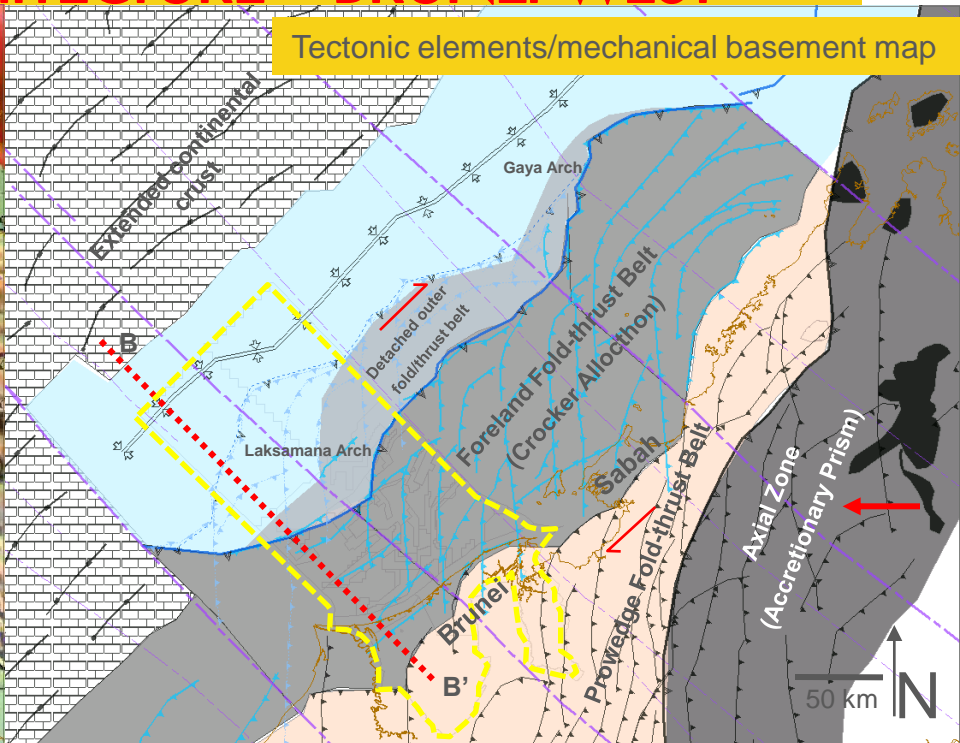 Tectonic elements/mechanical basement map
Extended continental
crust
Gaya Arch
Detached outer
fold/thrust belt
Foreland Fold-thrust Belt
(Crocker Allocthon)
B
Laksamana Arch
Sabah
Prowedge Fold-thrust Belt
Axial Zone
(Accretionary Prism)
Brunei
B’
50 km
N